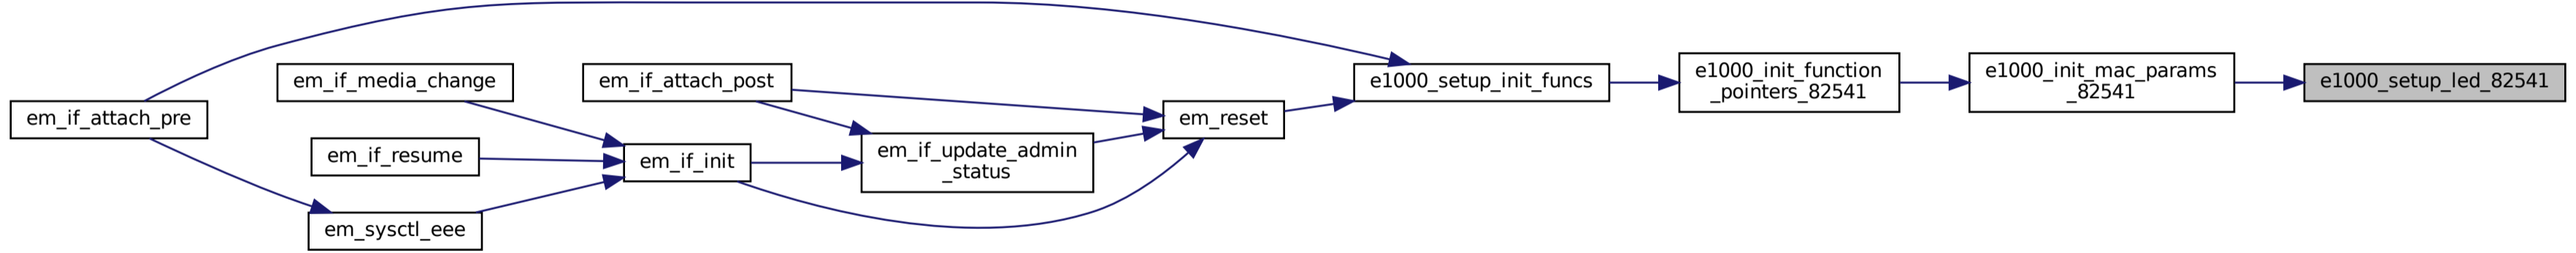 em_if_attach_pre
em_if_media_change
em_if_resume
em_sysctl_eee
em_if_attach_post
em_if_init
em_if_update_admin
_status
em_reset
e1000_setup_init_funcs
e1000_init_function
_pointers_82541
e1000_init_mac_params
_82541
e1000_setup_led_82541